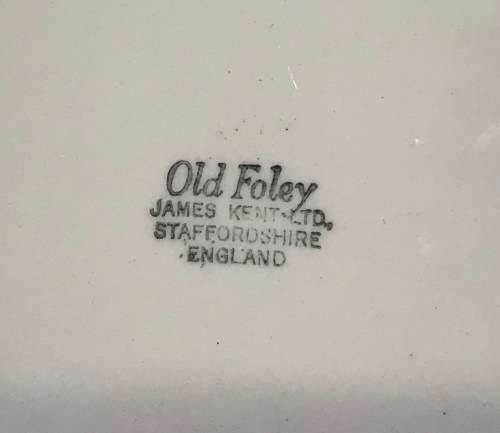 Old Foley
JAMES KENT LTD.,
STAFFORDSHIRE
ENGLAND